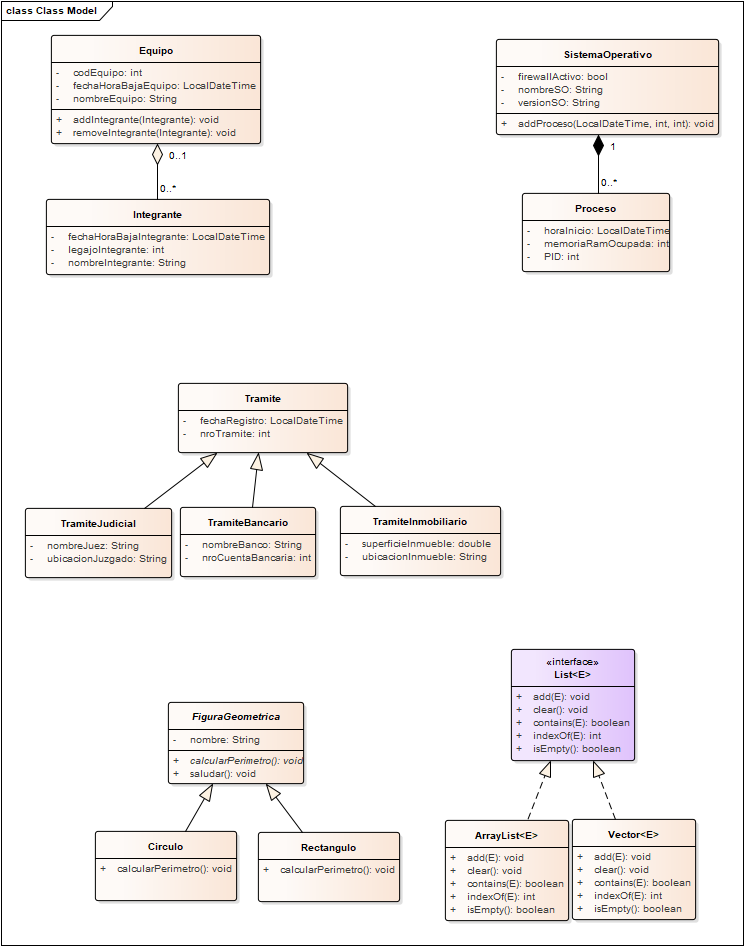 class Class Model
Equipo
- codEquipo: int
- fechaHoraBajaEquipo: LocalDateTime
- nombreEquipo: String
+ addIntegrante(Integrante): void
+ removeIntegrante(Integrante): void
0..1
0..*
Integrante
- fechaHoraBajaIntegrante: LocalDateTime
- legajoIntegrante: int
- nombreIntegrante: String
SistemaOperativo
- firewallActivo: bool
- nombreSO: String
- versionSO: String
+ addProceso(LocalDateTime, int, int): void
1
0..*
Proceso
- horaInicio: LocalDateTime
- memoriaRamOcupada: int
- PID: int
Tramite
- fechaRegistro: LocalDateTime
- nroTramite: int
TramiteJudicial
- nombreJuez: String
- ubicacionJuzgado: String
TramiteBancario
- nombreBanco: String
- nroCuentaBancaria: int
TramiteInmobiliario
- superficieInmueble: double
- ubicacionInmueble: String
FiguraGeometrica
- nombre: String
+ calcularPerimetro(): void
+ saludar(): void
Circulo
+ calcularPerimetro(): void
Rectangulo
+ calcularPerimetro(): void
«interface»
List<E>
+ add(E): void
+ clear(): void
+ contains(E): boolean
+ indexOf(E): int
+ isEmpty(): boolean
ArrayList<E>
+ add(E): void
+ clear(): void
+ contains(E): boolean
+ indexOf(E): int
+ isEmpty(): boolean
Vector<E>
+ add(E): void
+ clear(): void
+ contains(E): boolean
+ indexOf(E): int
+ isEmpty(): boolean